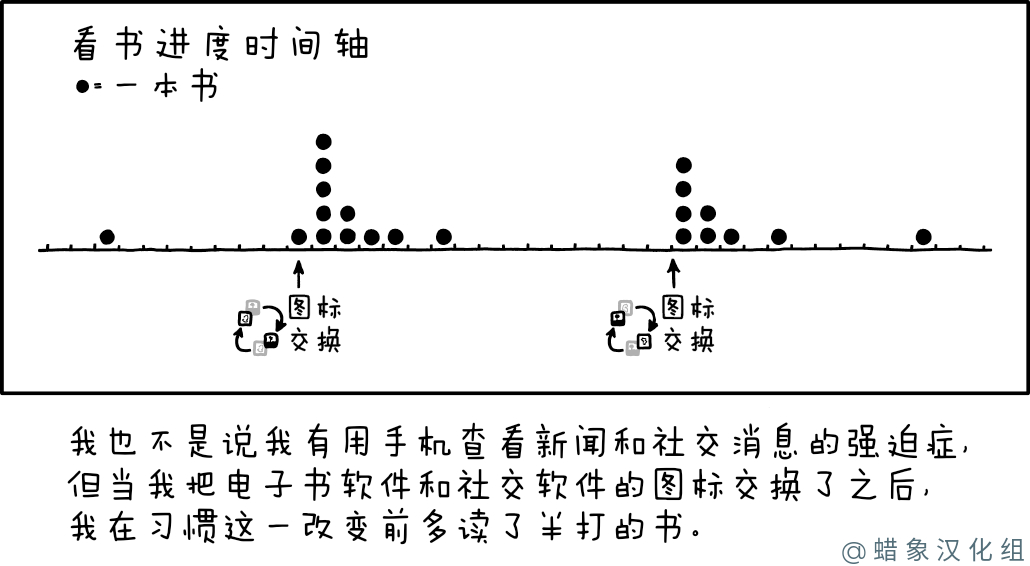 看书进度时间轴
●=一本书
图标
交换
图标
交换
我也不是说我有用手机查看新闻和社交消息的强迫症,
但当我把电子书软件和社交软件的图标交换了之后,
我在习惯这一改变前多读了半打的书。
@蜡象汉化组